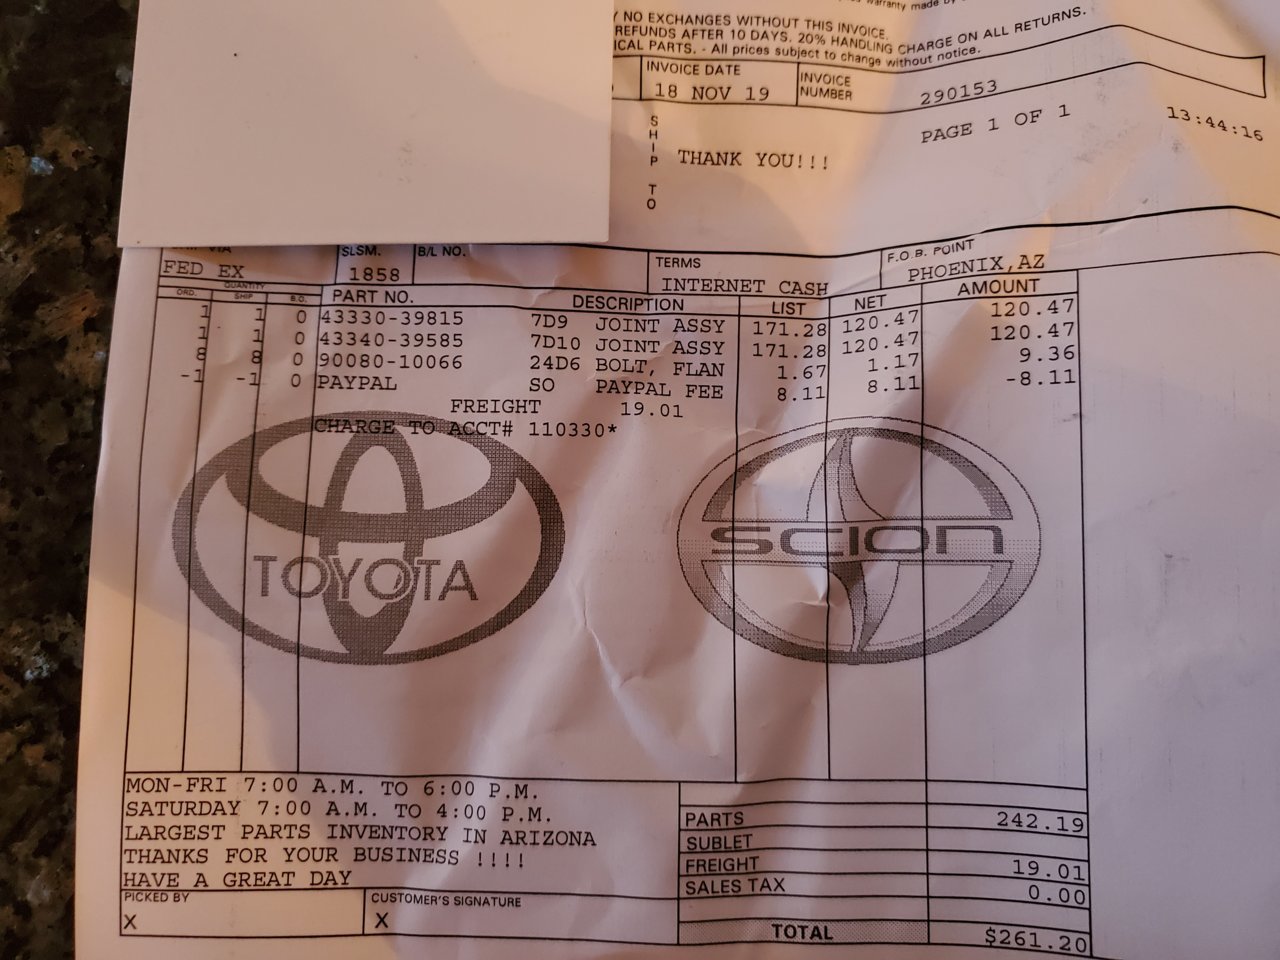 warranty made by
NO EXCHANGES WITHOUT THIS INVOICE.
REFUNDS AFTER 10 DAYS. 20% HANDLING CHARGE ON ALL RETURNS.
ICAL PARTS. - All prices subject to change without notice.
INVOICE DATE INVOICE NUMBER
18 NOV 19 290153
PAGE 1 OF 1 13:44:16
SHIP TO
THANK YOU!!!
VIA SLSM. B/L NO. TERMS F.O.B. POINT
FED EX 1858 INTERNET CASH PHOENIX,AZ
QUANTITY
ORD. SHIP B.O. PART NO. DESCRIPTION LIST NET AMOUNT
1 1 0 43330-39815 7D9 JOINT ASSY 171.28 120.47 120.47
1 1 0 43340-39585 7D10 JOINT ASSY 171.28 120.47 120.47
8 8 0 90080-10066 24D6 BOLT, FLAN 1.67 1.17 9.36
-1 -1 0 PAYPAL SO PAYPAL FEE 8.11 8.11 -8.11
FREIGHT 19.01
CHARGE TO ACCT# 110330*
TOYOTA
SCION
MON-FRI 7:00 A.M. TO 6:00 P.M.
SATURDAY 7:00 A.M. TO 4:00 P.M.
LARGEST PARTS INVENTORY IN ARIZONA
THANKS FOR YOUR BUSINESS !!!!
HAVE A GREAT DAY
PARTS 242.19
SUBLET
FREIGHT 19.01
SALES TAX 0.00
TOTAL $261.20
PICKED BY
X
CUSTOMER'S SIGNATURE
X